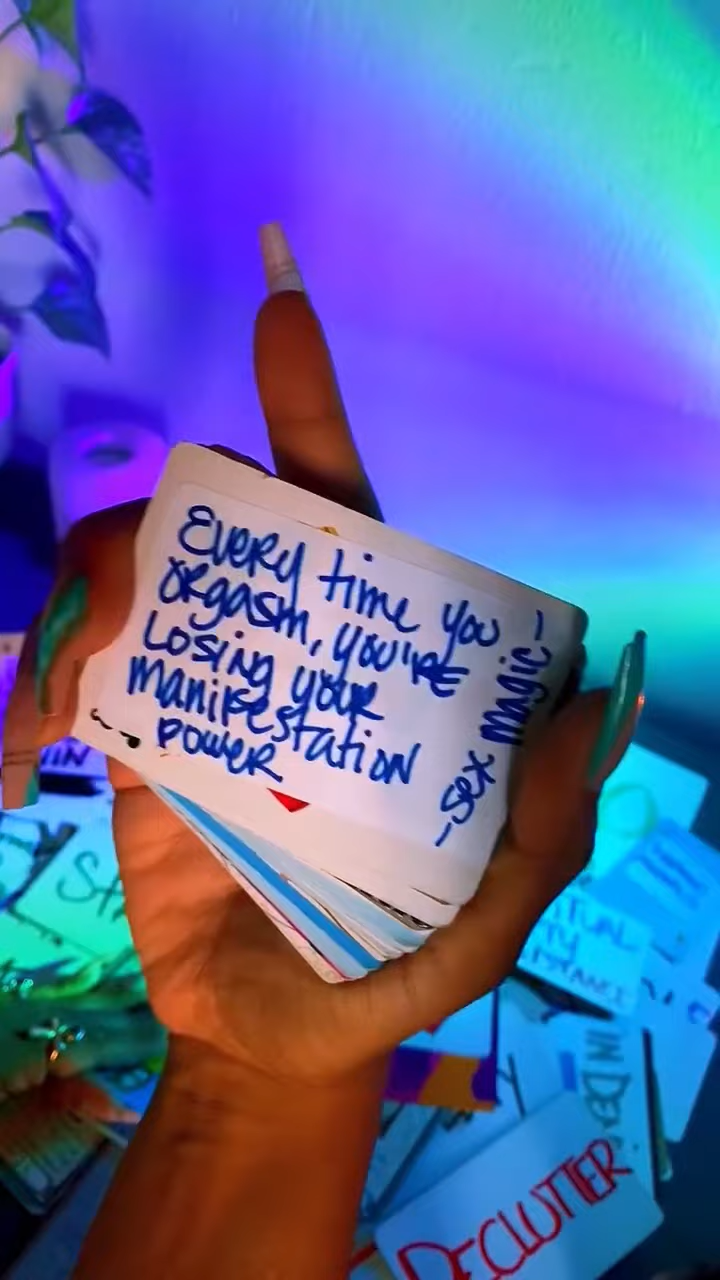 Every time you
orgasm, you're
Losing your
manifestation
power
-sex magic-
DECLUTTER